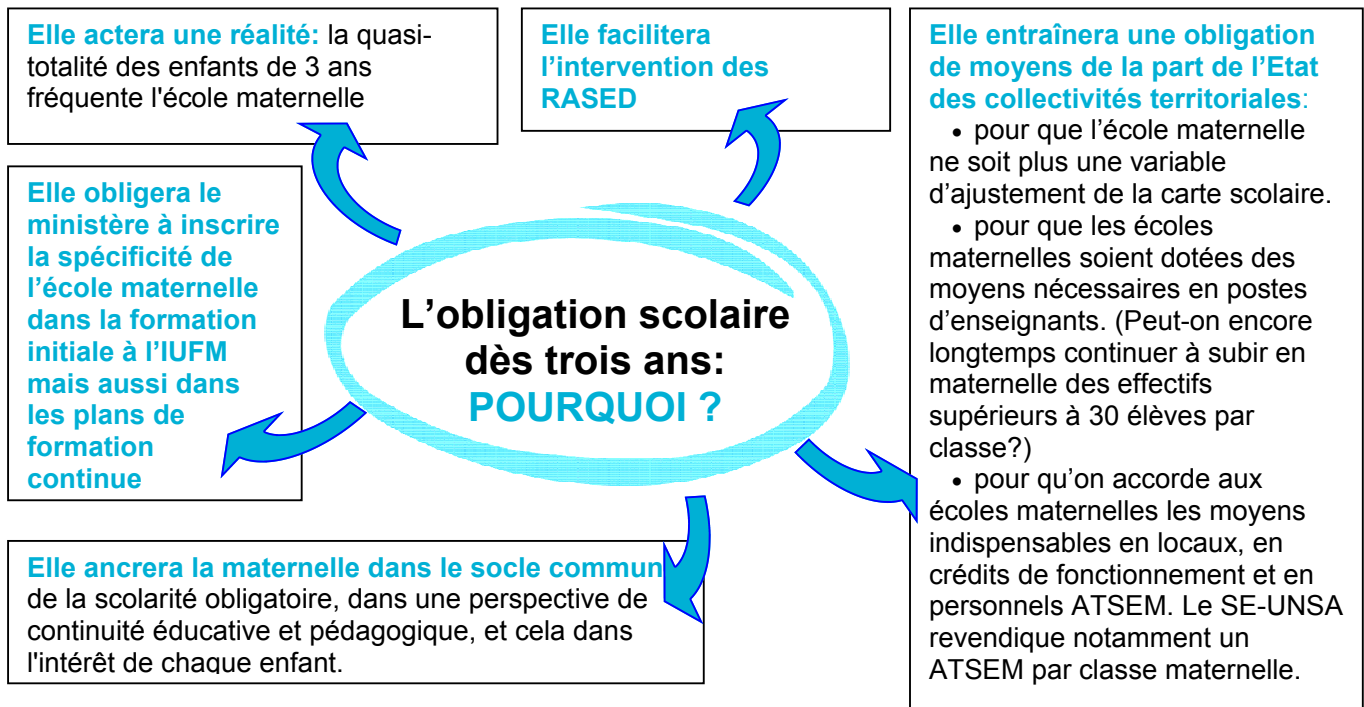 Elle actera une réalité: la quasi-
totalité des enfants de 3 ans
fréquente l'école maternelle
Elle facilitera
l’intervention des
RASED
Elle entraînera une obligation
de moyens de la part de l’Etat
des collectivités territoriales:
• pour que l’école maternelle
ne soit plus une variable
d’ajustement de la carte scolaire.
• pour que les écoles
maternelles soient dotées des
moyens nécessaires en postes
d’enseignants. (Peut-on encore
longtemps continuer à subir en
maternelle des effectifs
supérieurs à 30 élèves par
classe?)
• pour qu’on accorde aux
écoles maternelles les moyens
indispensables en locaux, en
crédits de fonctionnement et en
personnels ATSEM. Le SE-UNSA
revendique notamment un
ATSEM par classe maternelle.
Elle obligera le
ministère à inscrire
la spécificité de
l’école maternelle
dans la formation
initiale à l’IUFM
mais aussi dans
les plans de
formation
continue
L’obligation scolaire
dès trois ans:
POURQUOI ?
Elle ancrera la maternelle dans le socle commun
de la scolarité obligatoire, dans une perspective de
continuité éducative et pédagogique, et cela dans
l'intérêt de chaque enfant.